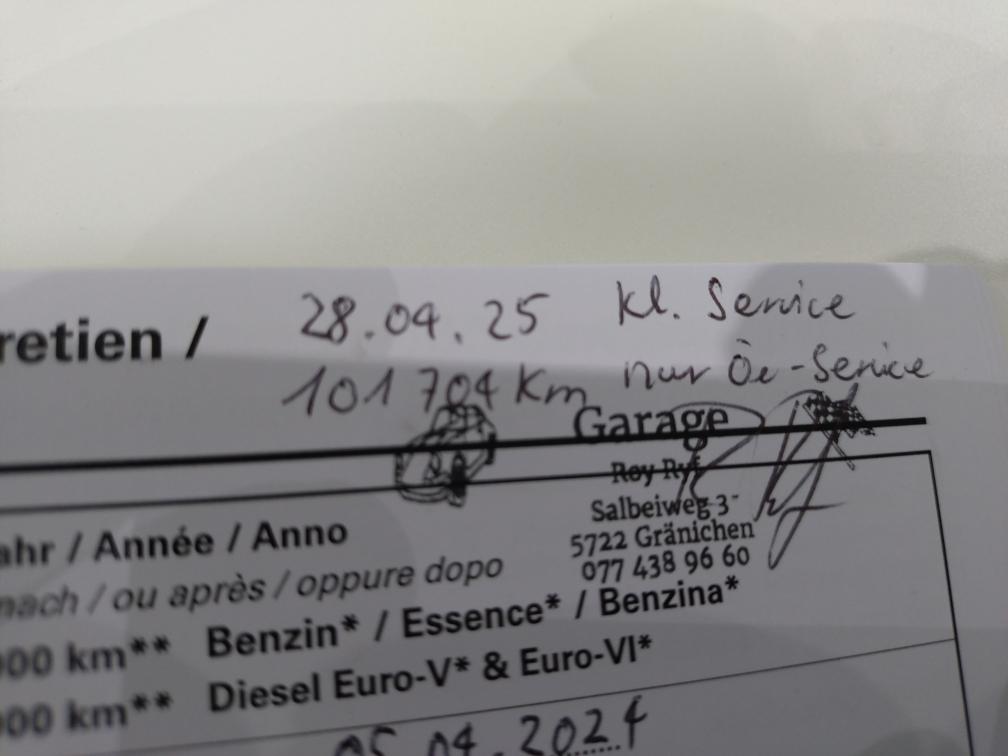 28.04.25 Kl. Service
101 704 Km nur Öe-Service
retien /
Garage
Roy Ryf
Salbeiweg 3
5722 Gränichen
077 438 96 60
ahr / Année / Anno
nach / ou après / oppure dopo
000 km** Benzin* / Essence* / Benzina*
000 km** Diesel Euro-V* & Euro-VI*
05.04.2024